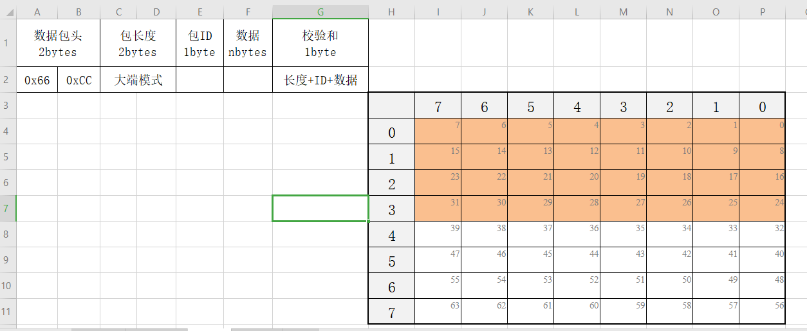 A B C D E F G H I J K L M N O P
1 数据包头 包长度 包ID 数据 校验和
2bytes 2bytes 1byte nbytes 1byte
2 0x66 0xCC 大端模式 长度+ID+数据
3 7 6 5 4 3 2 1 0
4 0 7 6 5 4 3 2 1 0
5 1 15 14 13 12 11 10 9 8
6 2 23 22 21 20 19 18 17 16
7 3 31 30 29 28 27 26 25 24
8 4 39 38 37 36 35 34 33 32
9 5 47 46 45 44 43 42 41 40
10 6 55 54 53 52 51 50 49 48
11 7 63 62 61 60 59 58 57 56